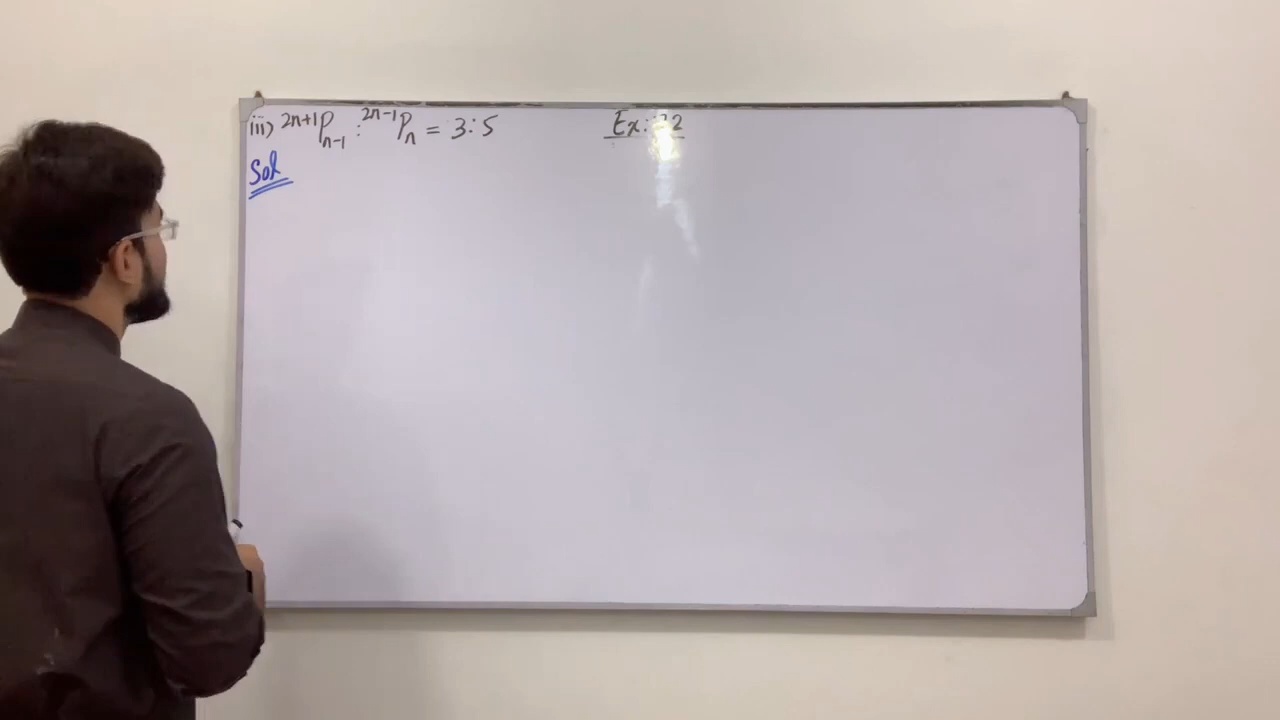 iii) ²ⁿ⁺¹Pₙ₋₁ : ²ⁿ⁻¹Pₙ = 3:5
Ex:
Sol